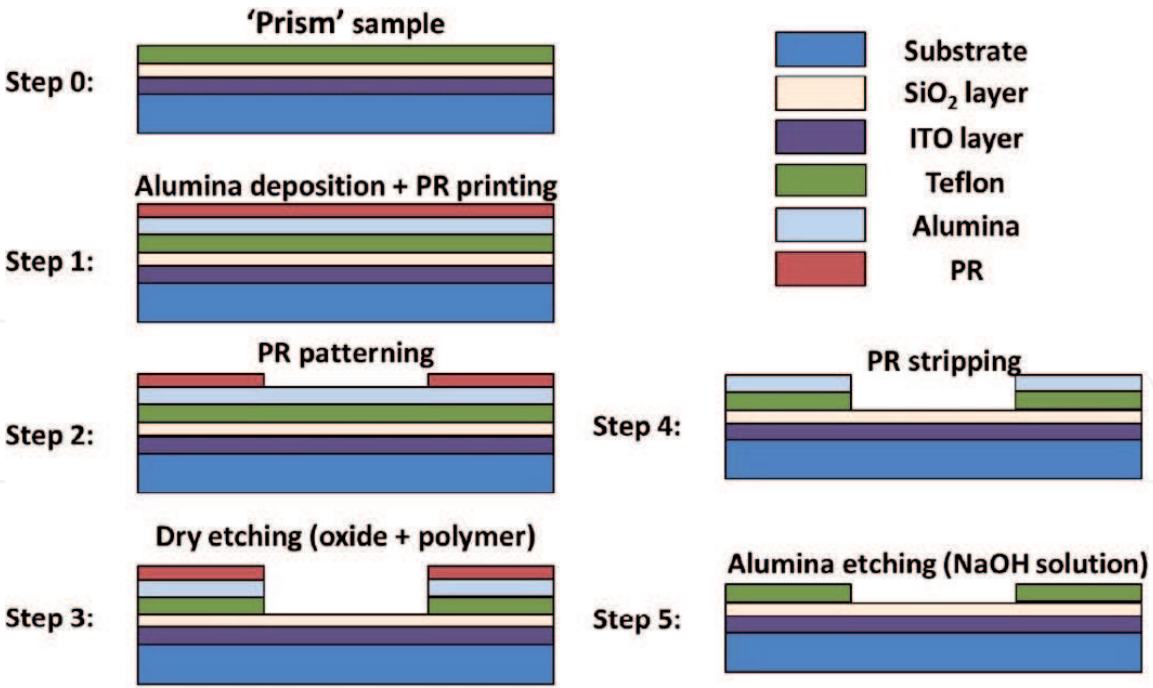 ‘Prism’ sample
Step 0:
Alumina deposition + PR printing
Step 1:
PR patterning
Step 2:
Dry etching (oxide + polymer)
Step 3:
Substrate
SiO₂ layer
ITO layer
Teflon
Alumina
PR
PR stripping
Step 4:
Alumina etching (NaOH solution)
Step 5: